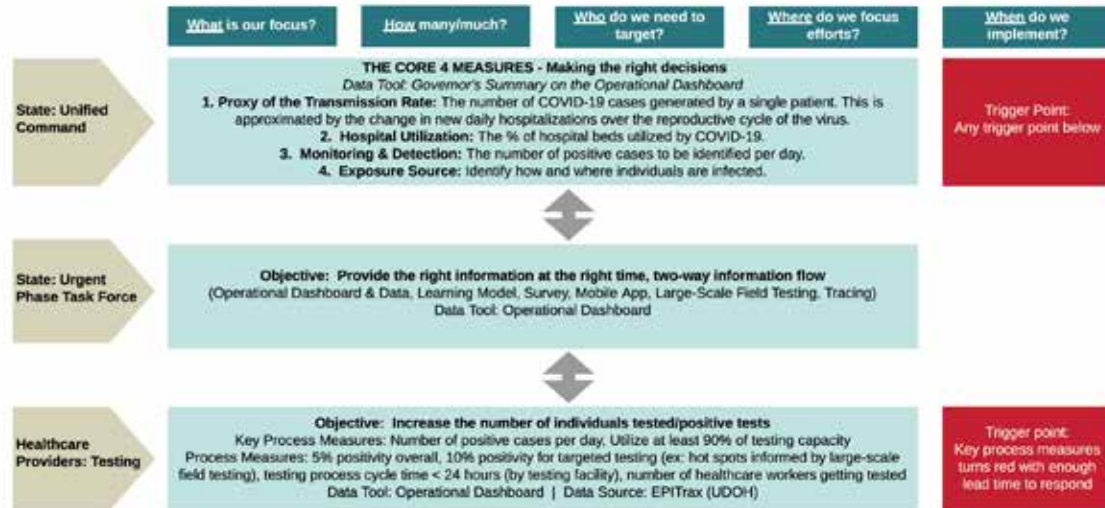 What is our focus?
How many/much?
Who do we need to
target?
Where do we focus
efforts?
When do we
implement?
State: Unified
Command
THE CORE 4 MEASURES - Making the right decisions
Data Tool: Governor's Summary on the Operational Dashboard
1. Proxy of the Transmission Rate: The number of COVID-19 cases generated by a single patient. This is
approximated by the change in new daily hospitalizations over the reproductive cycle of the virus.
2. Hospital Utilization: The % of hospital beds utilized by COVID-19.
3. Monitoring & Detection: The number of positive cases to be identified per day.
4. Exposure Source: Identify how and where individuals are infected.
Trigger Point:
Any trigger point below
State: Urgent
Phase Task Force
Objective: Provide the right information at the right time, two-way information flow
(Operational Dashboard & Data, Learning Model, Survey, Mobile App, Large-Scale Field Testing, Tracing)
Data Tool: Operational Dashboard
Healthcare
Providers: Testing
Objective: Increase the number of individuals tested/positive tests
Key Process Measures: Number of positive cases per day, Utilize at least 90% of testing capacity
Process Measures: 5% positivity overall, 10% positivity for targeted testing (ex: hot spots informed by large-scale
field testing), testing process cycle time < 24 hours (by testing facility), number of healthcare workers getting tested
Data Tool: Operational Dashboard | Data Source: EPITrax (UDOH)
Trigger point:
Key process measures
turns red with enough
lead time to respond